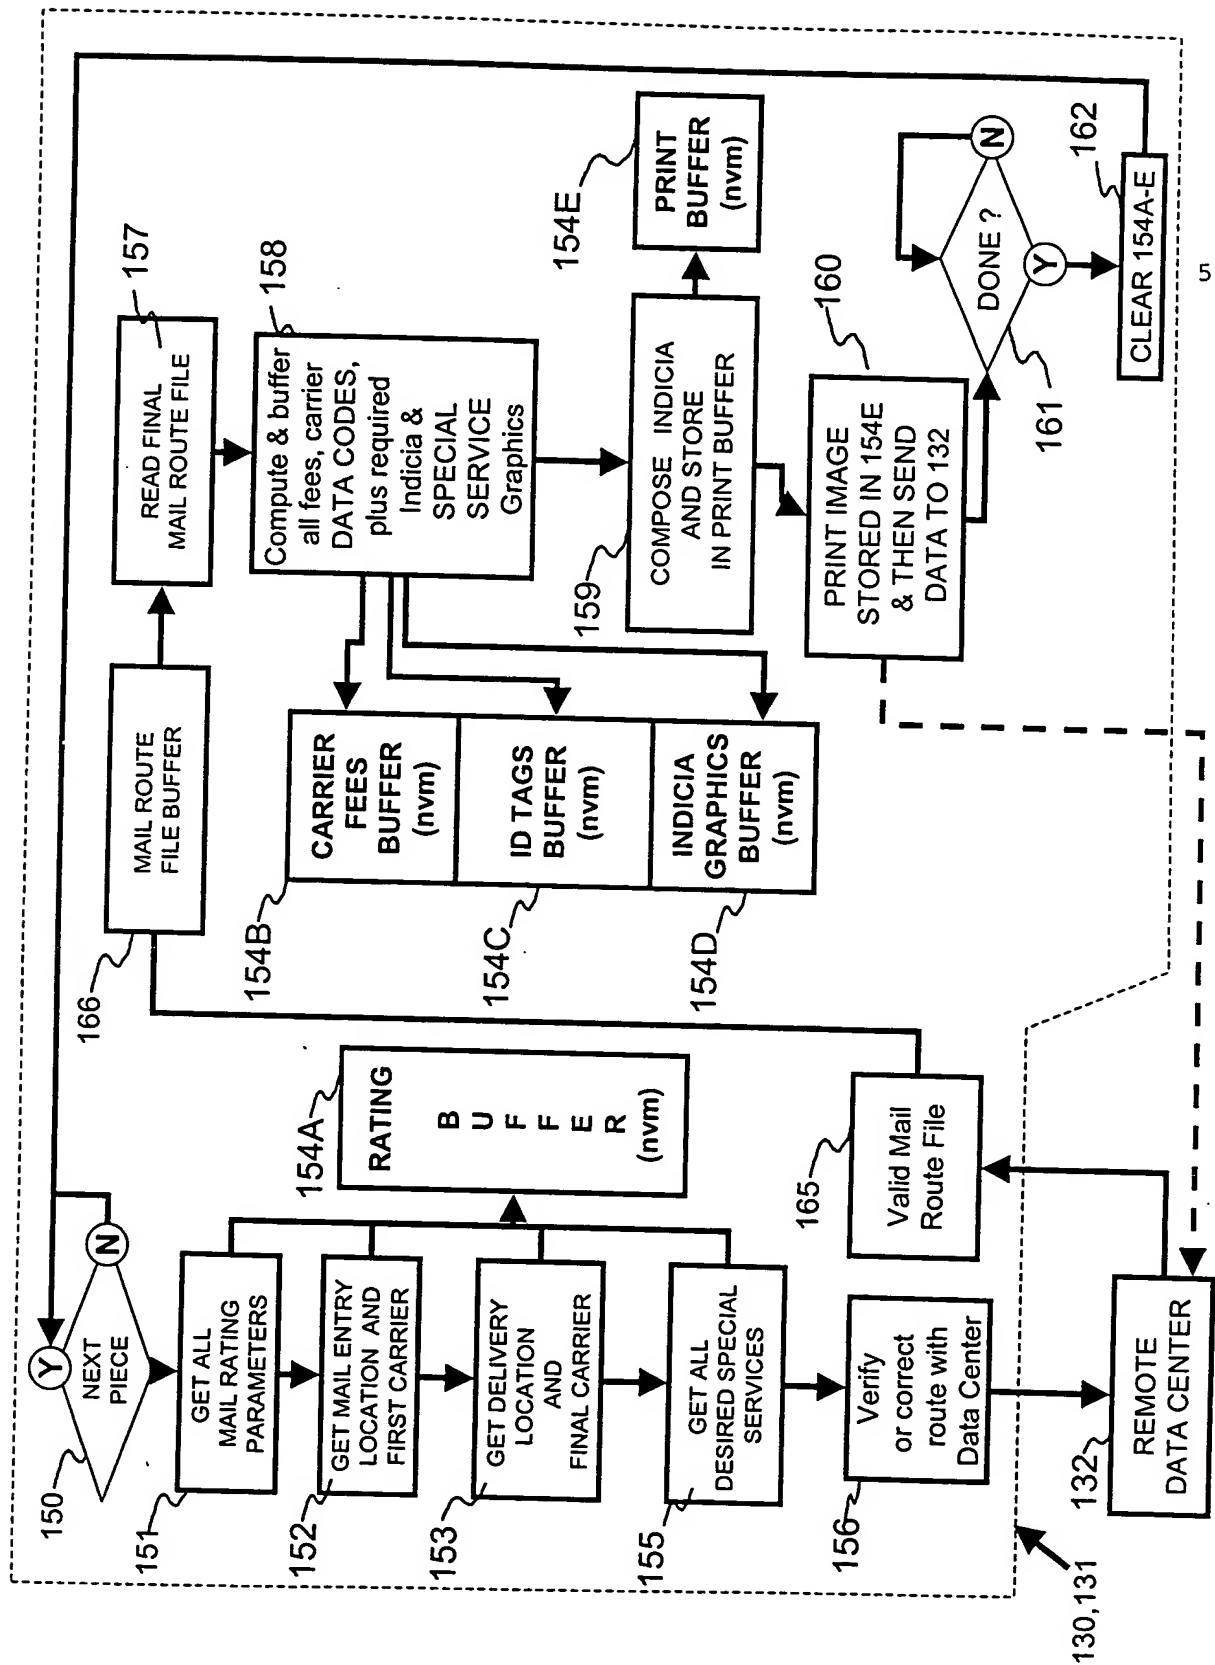 150
Y
N
NEXT
PIECE
151
GET ALL
MAIL RATING
PARAMETERS
152
GET MAIL ENTRY
LOCATION AND
FIRST CARRIER
153
GET DELIVERY
LOCATION
AND
FINAL CARRIER
155
GET ALL
DESIRED SPECIAL
SERVICES
156
Verify
or correct
route with
Data Center
130,131
132
REMOTE
DATA CENTER
154A
RATING
B
U
F
F
E
R
(nvm)
165
Valid Mail
Route File
166
MAIL ROUTE
FILE BUFFER
157
READ FINAL
MAIL ROUTE FILE
158
Compute & buffer
all fees, carrier
DATA CODES,
plus required
Indicia &
SPECIAL
SERVICE
Graphics
154B
CARRIER
FEES
BUFFER
(nvm)
154C
ID TAGS
BUFFER
(nvm)
154D
INDICIA
GRAPHICS
BUFFER
(nvm)
159
COMPOSE INDICIA
AND STORE
IN PRINT BUFFER
154E
PRINT
BUFFER
(nvm)
160
PRINT IMAGE
STORED IN 154E
& THEN SEND
DATA TO 132
161
DONE ?
N
Y
162
CLEAR 154A-E
5